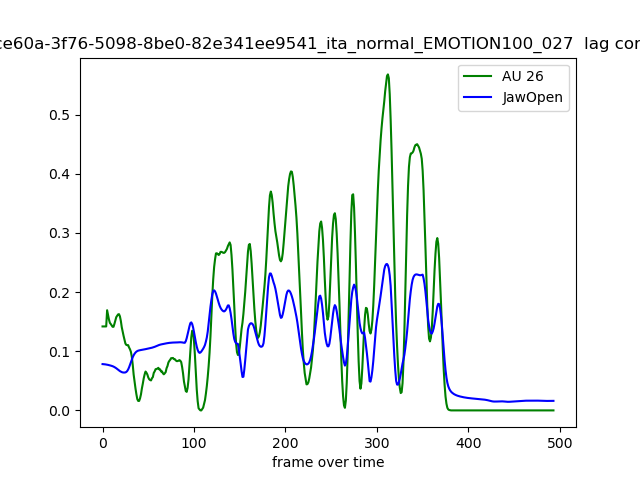 ce60a-3f76-5098-8be0-82e341ee9541_ita_normal_EMOTION100_027 lag cor
AU 26
JawOpen
0.5
0.4
0.3
0.2
0.1
0.0
0 100 200 300 400 500
frame over time